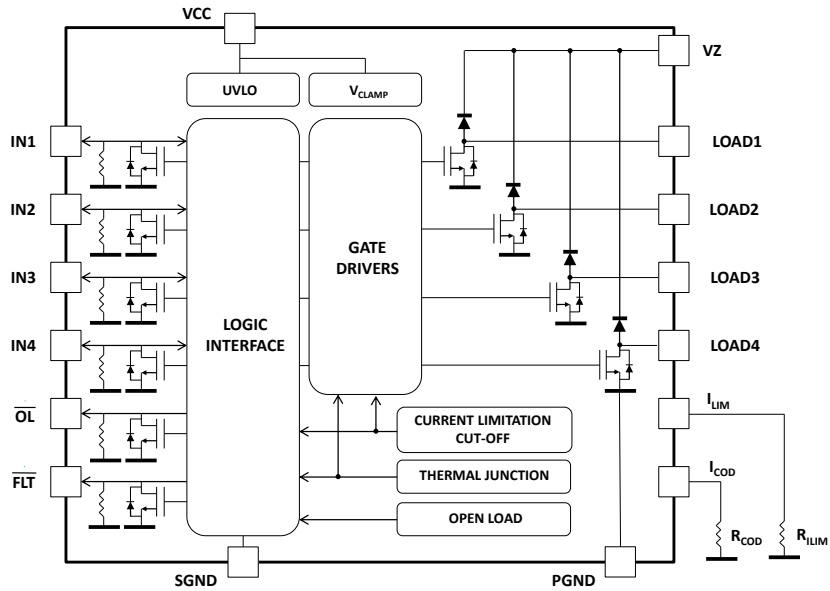 VCC
VZ
UVLO
VCLAMP
IN1
LOAD1
IN2
LOAD2
GATE
DRIVERS
IN3
LOAD3
LOGIC
INTERFACE
IN4
LOAD4
ILIM
OL
CURRENT LIMITATION
CUT-OFF
FLT
THERMAL JUNCTION
ICOD
OPEN LOAD
RCOD
RILIM
SGND
PGND